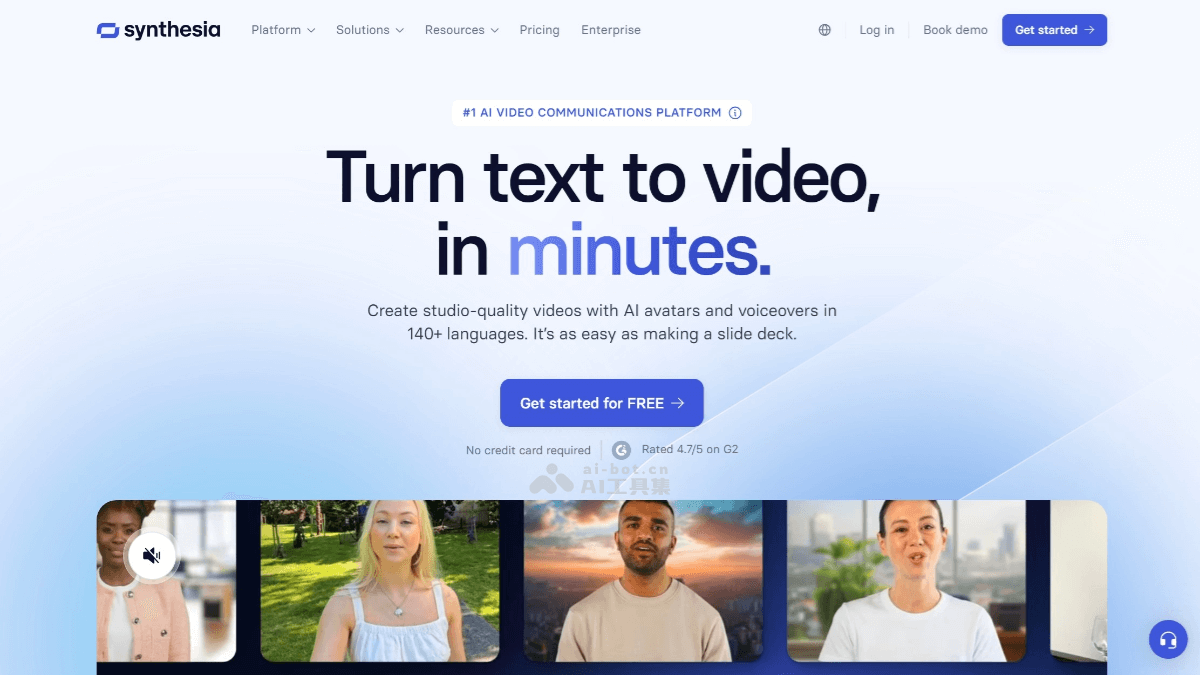 synthesia
Platform
Solutions
Resources
Pricing
Enterprise
Log in
Book demo
Get started →
#1 AI VIDEO COMMUNICATIONS PLATFORM
Turn text to video,
in minutes.
Create studio-quality videos with AI avatars and voiceovers in
140+ languages. It's as easy as making a slide deck.
Get started for FREE →
No credit card required
Rated 4.7/5 on G2
ai-bot.cn
AI工具集